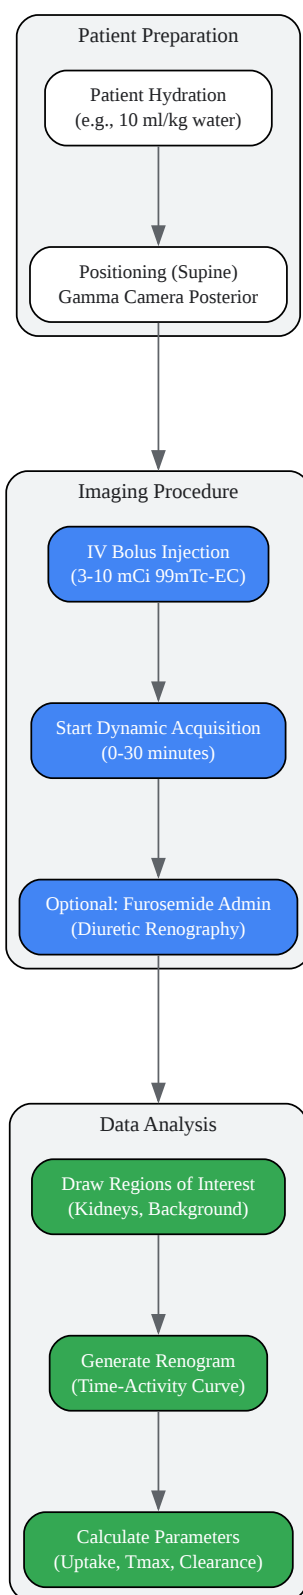 Patient Preparation
Patient Hydration
(e.g., 10 ml/kg water)
Positioning (Supine)
Gamma Camera Posterior
Imaging Procedure
IV Bolus Injection
(3-10 mCi 99mTc-EC)
Start Dynamic Acquisition
(0-30 minutes)
Optional: Furosemide Admin
(Diuretic Renography)
Data Analysis
Draw Regions of Interest
(Kidneys, Background)
Generate Renogram
(Time-Activity Curve)
Calculate Parameters
(Uptake, Tmax, Clearance)